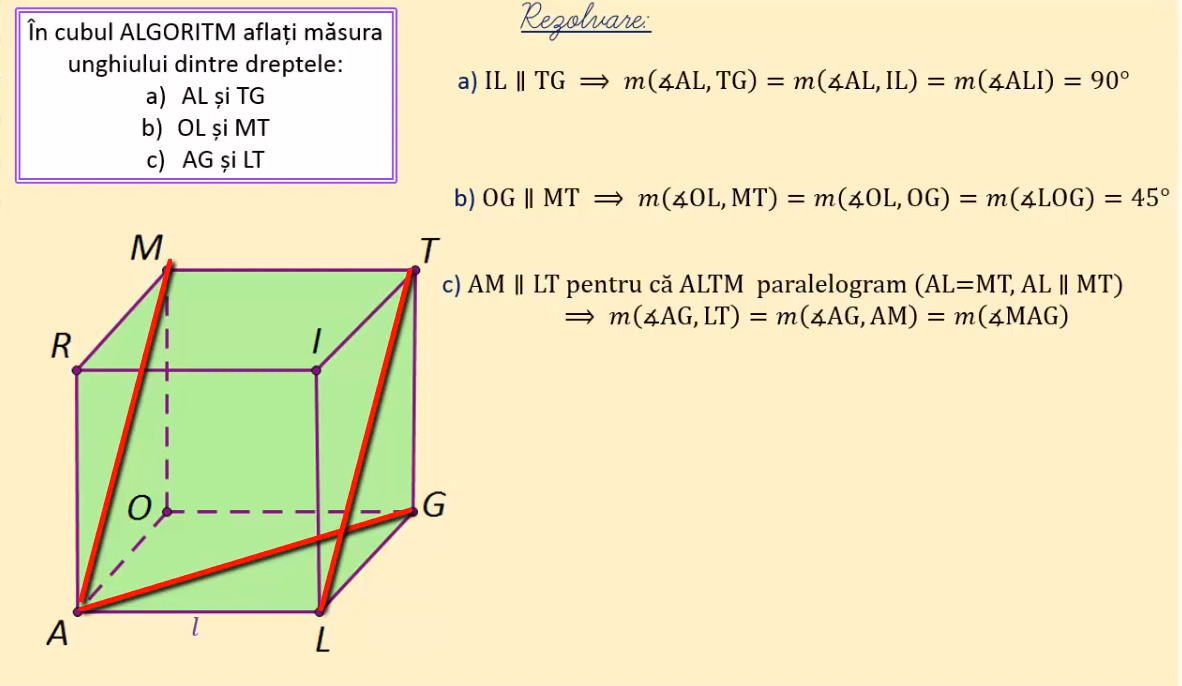 În cubul ALGORITM aflați măsura
unghiului dintre dreptele:
a) AL și TG
b) OL și MT
c) AG și LT
Rezolvare:
a) IL ∥ TG ⟹ m(∡AL, TG) = m(∡AL, IL) = m(∡ALI) = 90°
b) OG ∥ MT ⟹ m(∡OL, MT) = m(∡OL, OG) = m(∡LOG) = 45°
c) AM ∥ LT pentru că ALTM paralelogram (AL=MT, AL ∥ MT)
⟹ m(∡AG, LT) = m(∡AG, AM) = m(∡MAG)
M
T
R
I
O
G
A
l
L